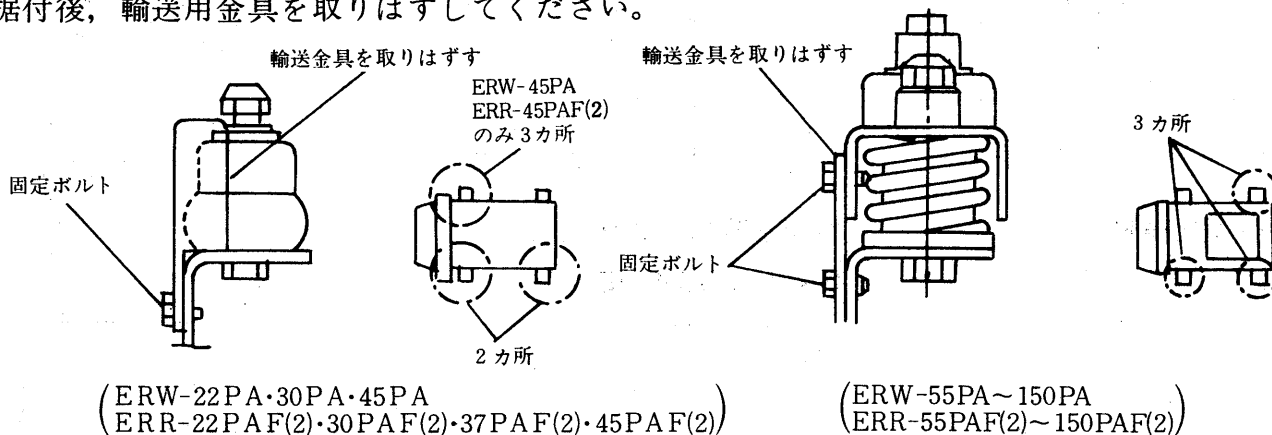 据付後，輸送用金具を取りはずしてください。
輸送金具を取りはずす
ERW-45PA
ERR-45PAF(2)
のみ3カ所
固定ボルト
2カ所
ERW-22PA・30PA・45PA
ERR-22PAF(2)・30PAF(2)・37PAF(2)・45PAF(2)
輸送金具を取りはずす
3カ所
固定ボルト
ERW-55PA〜150PA
ERR-55PAF(2)〜150PAF(2)